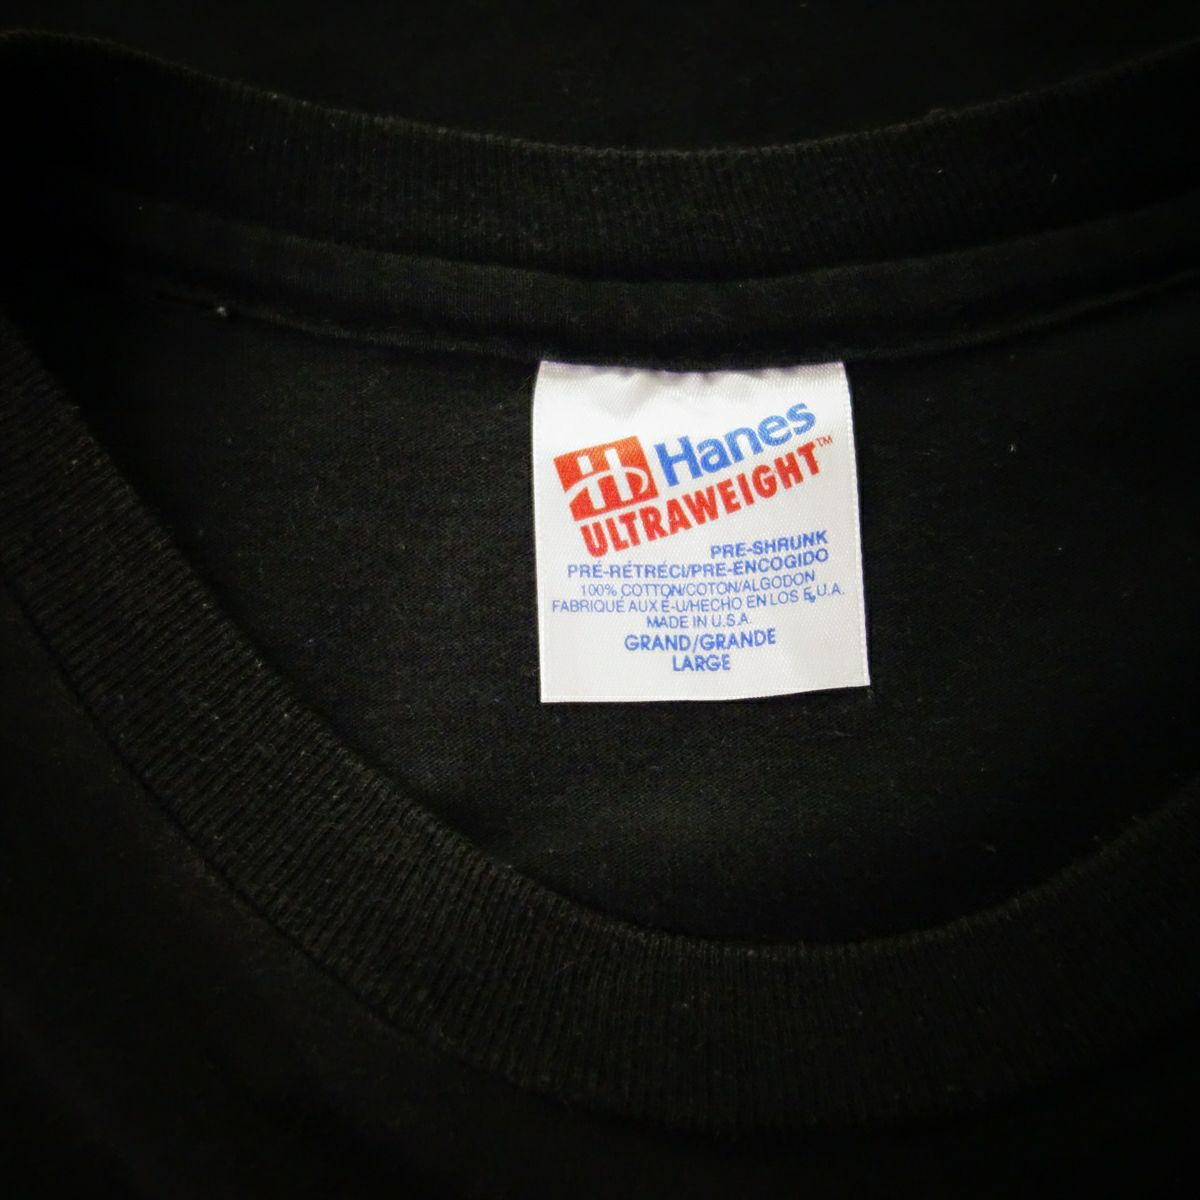 Hanes
ULTRAWEIGHT™
PRE-SHRUNK
PRÉ-RÉTRÉCI/PRE-ENCOGIDO
100% COTTON/COTON/ALGODON
FABRIQUÉ AUX É-U/HECHO EN LOS E.U.A.
MADE IN U.S.A.
GRAND/GRANDE
LARGE